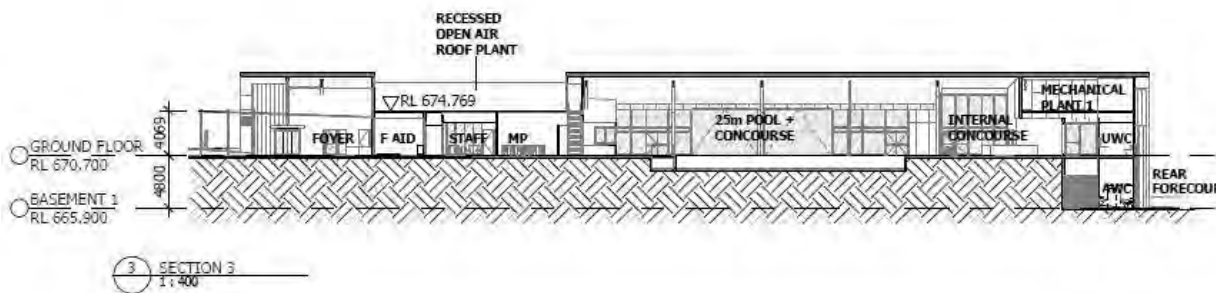 RECESSED
OPEN AIR
ROOF PLANT
RL 674.769
MECHANICAL
PLANT 1
4069
FOYER
F AID
STAFF
MP
25m POOL +
CONCOURSE
INTERNAL
CONCOURSE
UWC
GROUND FLOOR
RL 670.700
4800
REAR
FORECOU
AWC
BASEMENT 1
RL 665.900
3
SECTION 3
1 : 400